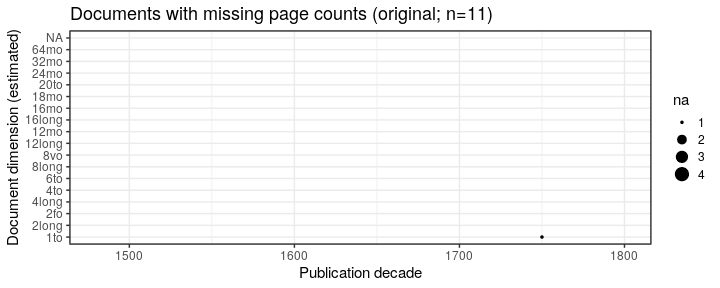 Documents with missing page counts (original; n=11)
Document dimension (estimated)
NA
64mo
32mo
24mo
20to
18mo
16mo
16long
12mo
12long
8vo
8long
6to
4to
4long
2fo
2long
1to
1500
1600
1700
1800
Publication decade
na
1
2
3
4